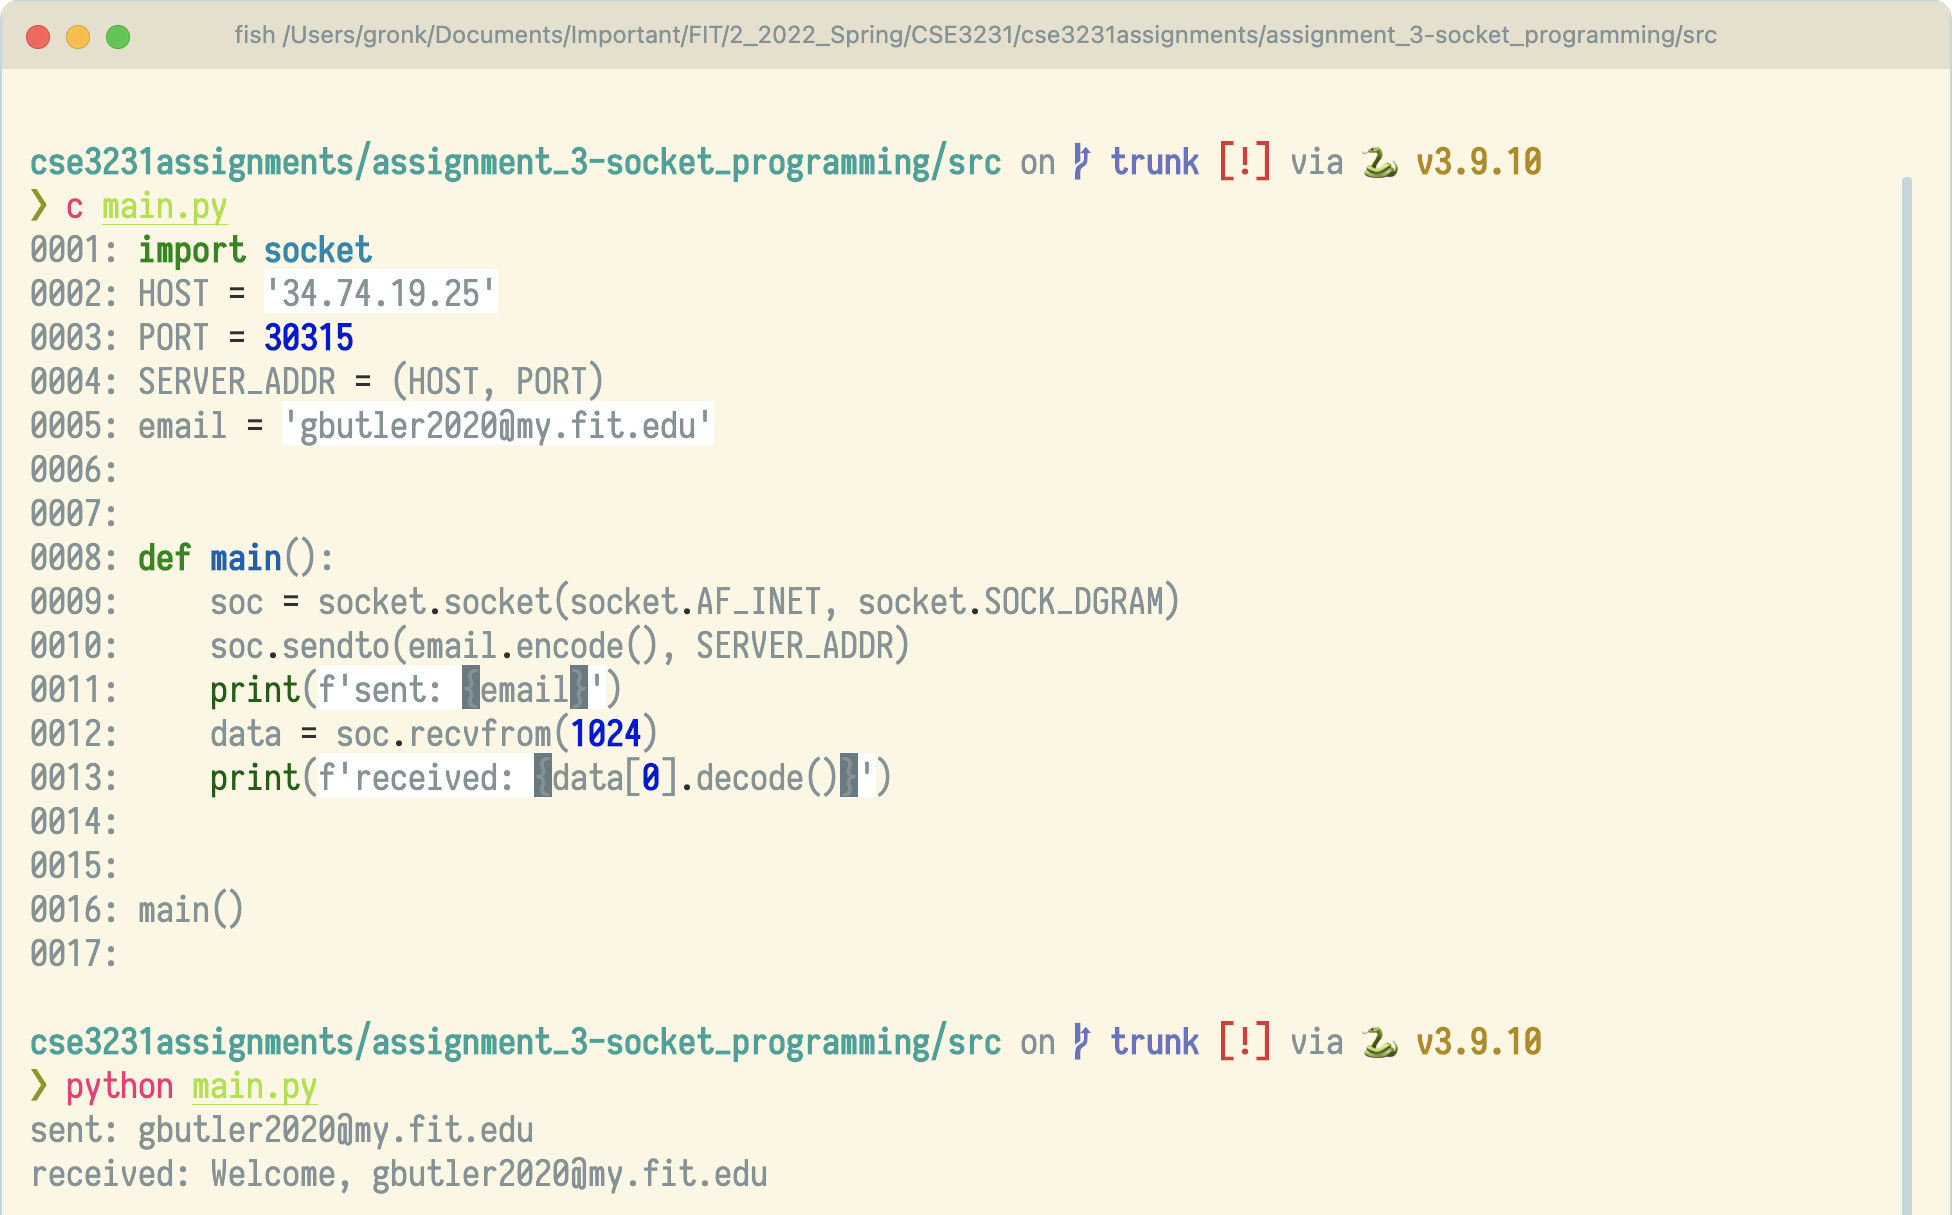 fish /Users/gronk/Documents/Important/FIT/2_2022_Spring/CSE3231/cse3231assignments/assignment_3-socket_programming/src
cse3231assignments/assignment_3-socket_programming/src on trunk [!] via 🐍 v3.9.10
❯ c main.py
0001: import socket
0002: HOST = '34.74.19.25'
0003: PORT = 30315
0004: SERVER_ADDR = (HOST, PORT)
0005: email = 'gbutler2020@my.fit.edu'
0006:
0007:
0008: def main():
0009:     soc = socket.socket(socket.AF_INET, socket.SOCK_DGRAM)
0010:     soc.sendto(email.encode(), SERVER_ADDR)
0011:     print(f'sent: {email}')
0012:     data = soc.recvfrom(1024)
0013:     print(f'received: {data[0].decode()}')
0014:
0015:
0016: main()
0017:
cse3231assignments/assignment_3-socket_programming/src on trunk [!] via 🐍 v3.9.10
❯ python main.py
sent: gbutler2020@my.fit.edu
received: Welcome, gbutler2020@my.fit.edu